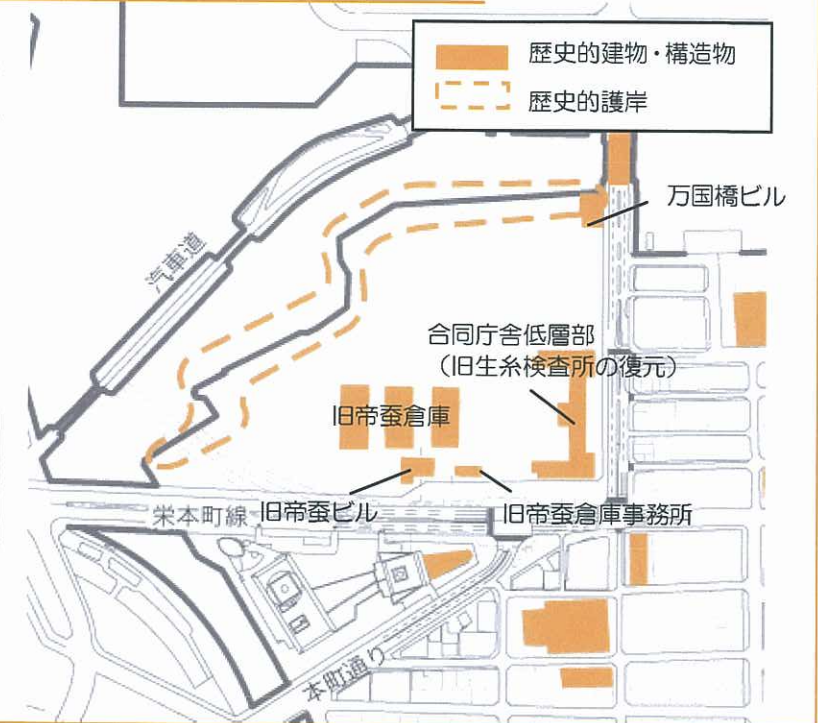 歴史的建物・構造物
歴史的護岸
万国橋ビル
汽車道
合同庁舎低層部
（旧生糸検査所の復元）
旧帝蚕倉庫
栄本町線
旧帝蚕ビル
旧帝蚕倉庫事務所
本町通り